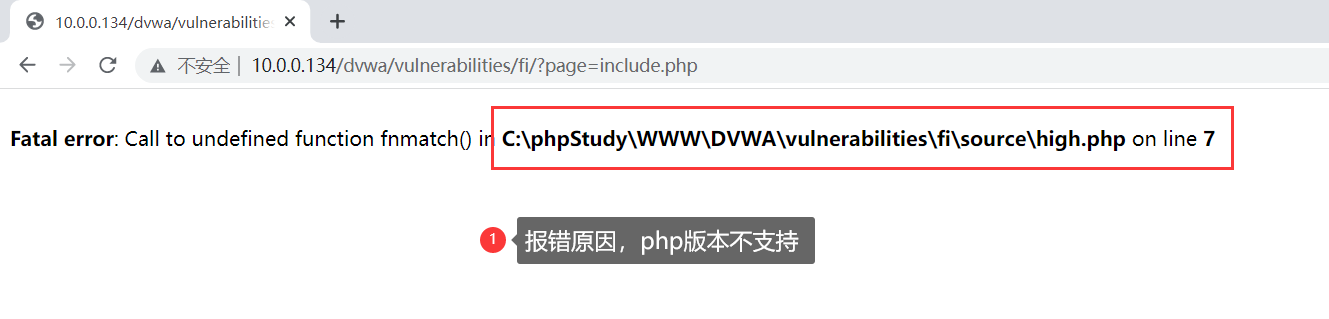 10.0.0.134/dvwa/vulnerabilitie
不安全 | 10.0.0.134/dvwa/vulnerabilities/fi/?page=include.php
Fatal error: Call to undefined function fnmatch() in C:\phpStudy\WWW\DVWA\vulnerabilities\fi\source\high.php on line 7
1 报错原因，php版本不支持